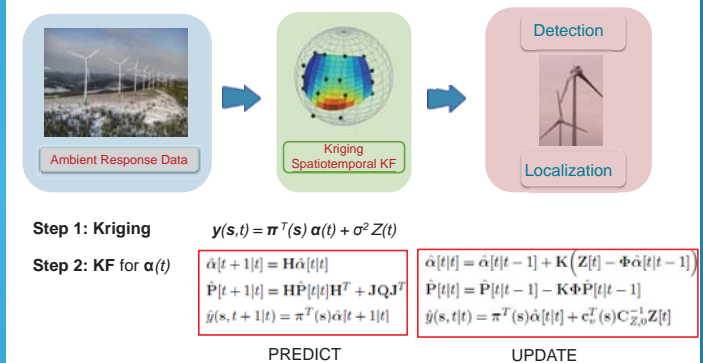 Detection
Ambient Response Data
Kriging
Spatiotemporal KF
Localization
Step 1: Kriging y(s,t) = π^T(s) α(t) + σ² Z(t)
Step 2: KF for α(t)
α̂[t + 1|t] = Hα̂[t|t]
P̂[t + 1|t] = HP̂[t|t]H^T + JQJ^T
ŷ(s, t + 1|t) = π^T(s)α̂[t + 1|t]
PREDICT
α̂[t|t] = α̂[t|t − 1] + K(Z[t] − Φα̂[t|t − 1])
P̂[t|t] = P̂[t|t − 1] − KΦP̂[t|t − 1]
ŷ(s, t|t) = π^T(s)α̂[t|t] + c_v^T(s)C_{Z,0}^{-1}Z[t]
UPDATE